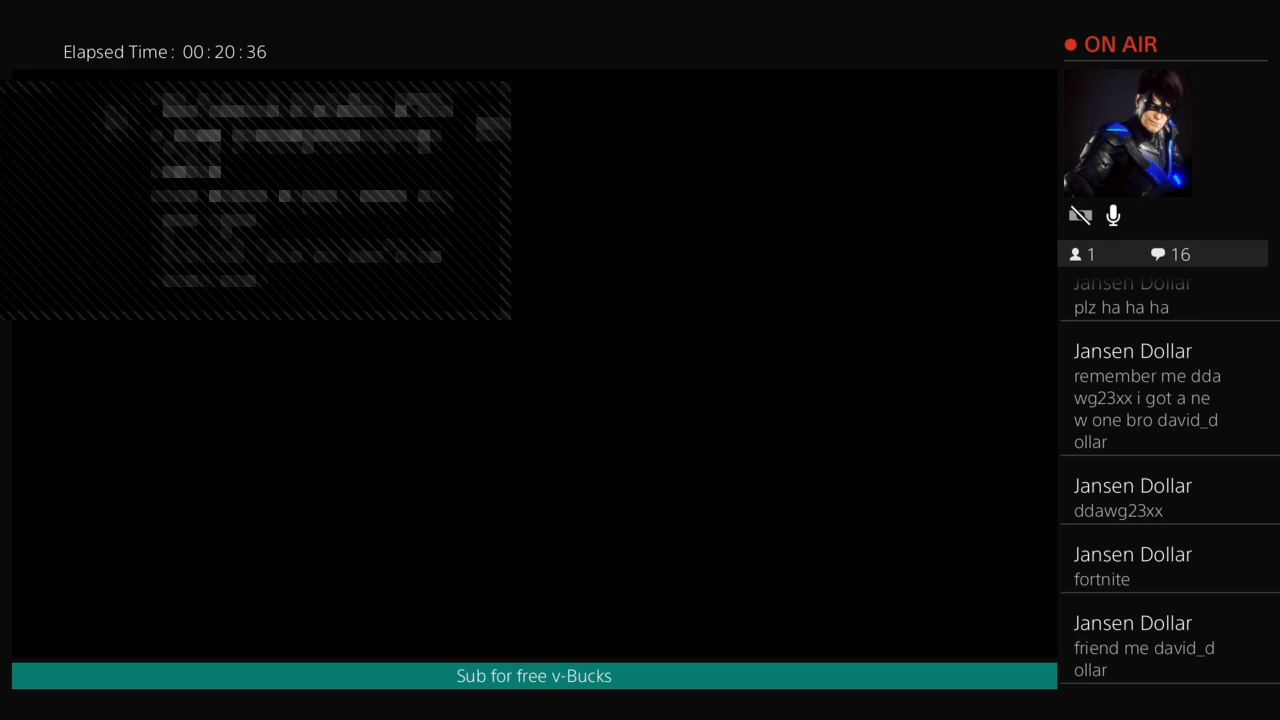 Elapsed Time: 00:20:36
ON AIR
1
16
Jansen Dollar
plz ha ha ha
Jansen Dollar
remember me dda
wg23xx i got a ne
w one bro david_d
ollar
Jansen Dollar
ddawg23xx
Jansen Dollar
fortnite
Jansen Dollar
friend me david_d
ollar
Sub for free v-Bucks